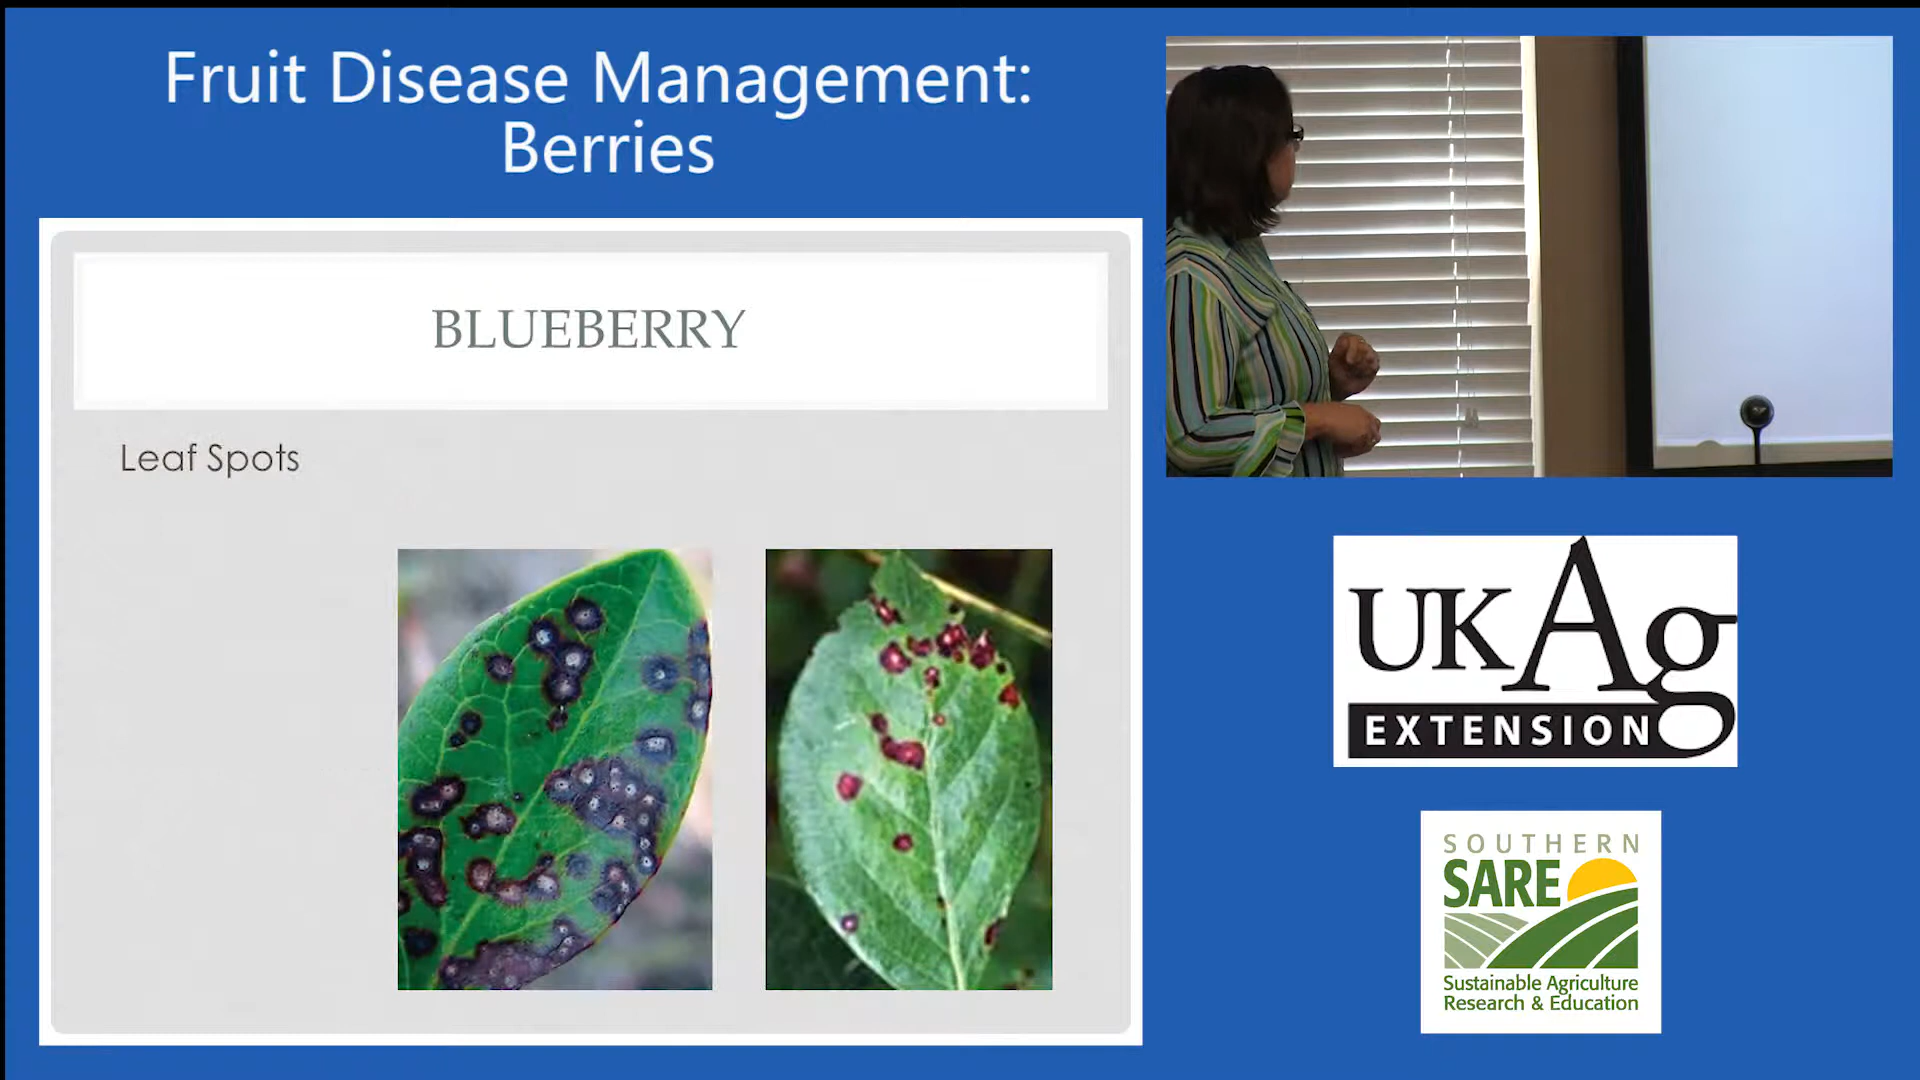 Fruit Disease Management:
Berries
BLUEBERRY
Leaf Spots
UKAg
EXTENSION
SOUTHERN
SARE
Sustainable Agriculture
Research & Education